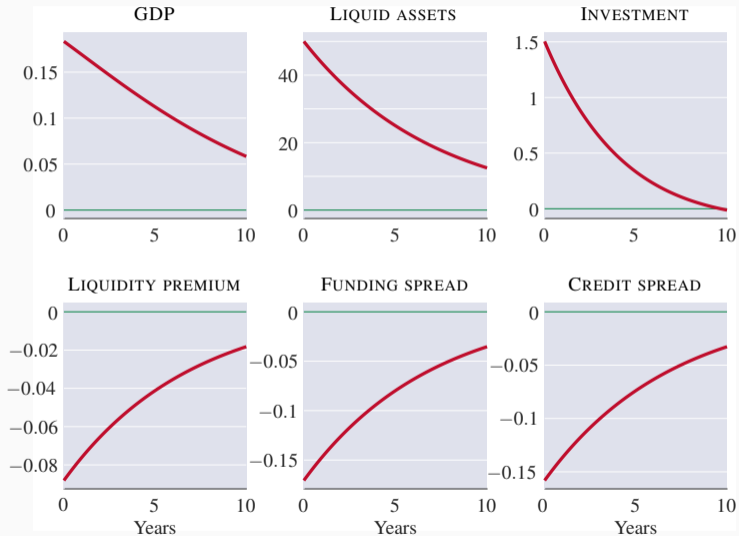 GDP
LIQUID ASSETS
INVESTMENT
0.15
0.1
0.05
0
0 5 10
40
20
0
0 5 10
1.5
1
0.5
0
0 5 10
LIQUIDITY PREMIUM
FUNDING SPREAD
CREDIT SPREAD
0
−0.02
−0.04
−0.06
−0.08
0 5 10
Years
0
−0.05
−0.1
−0.15
0 5 10
Years
0
−0.05
−0.1
−0.15
0 5 10
Years